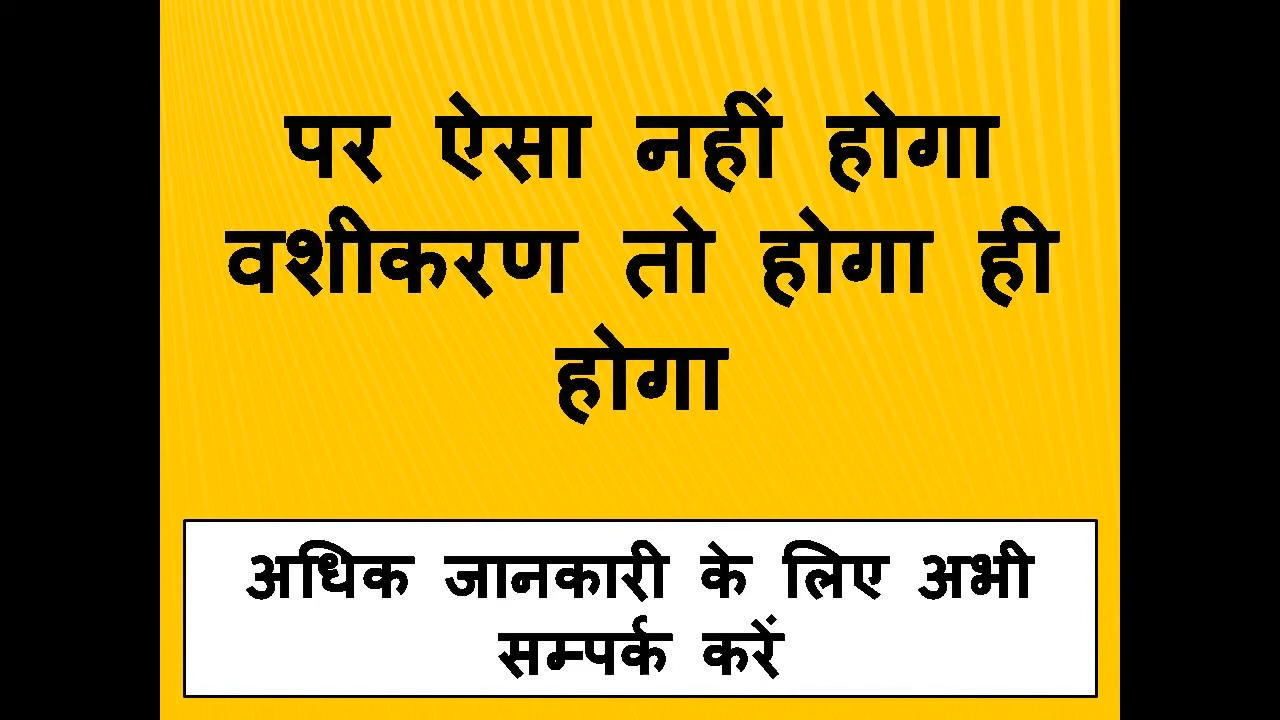 पर ऐसा नहीं होगा
वशीकरण तो होगा ही
होगा
अधिक जानकारी के लिए अभी
सम्पर्क करें